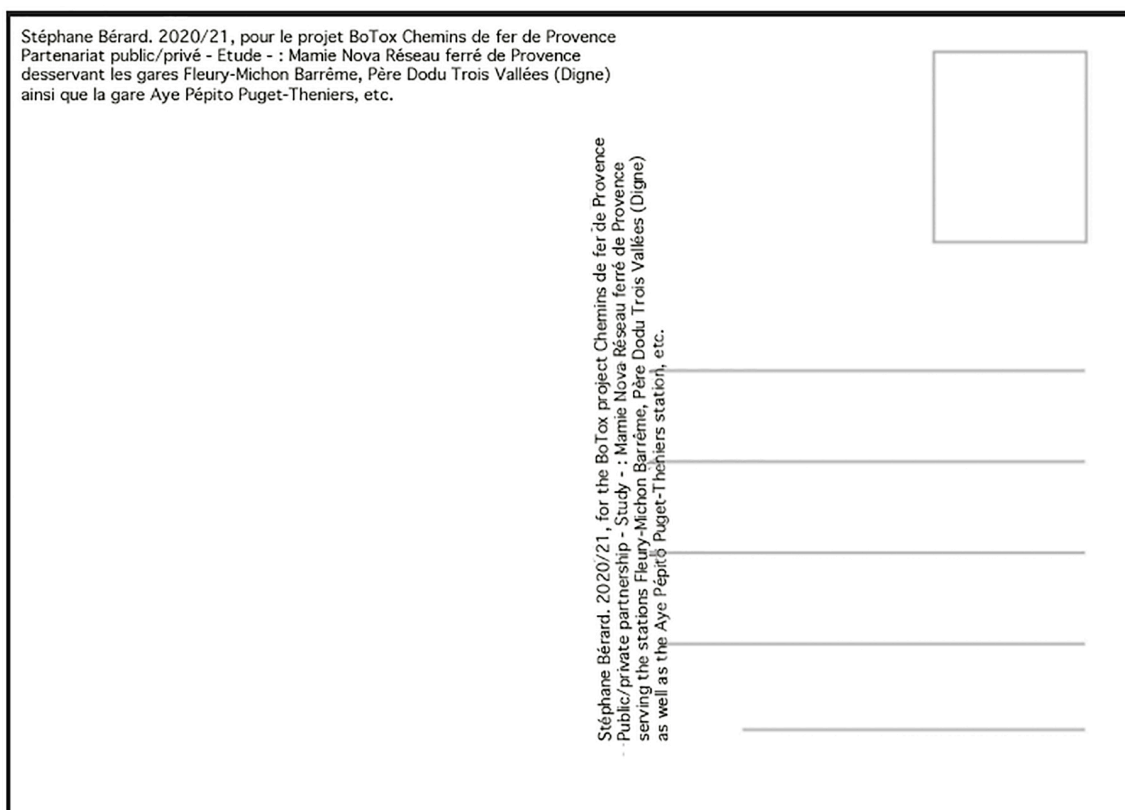 Stéphane Bérard. 2020/21, pour le projet BoTox Chemins de fer de Provence
Partenariat public/privé - Etude - : Mamie Nova Réseau ferré de Provence
desservant les gares Fleury-Michon Barrême, Père Dodu Trois Vallées (Digne)
ainsi que la gare Aye Pépito Puget-Theniers, etc.
Stéphane Bérard. 2020/21, for the BoTox project Chemins de fer de Provence
Public/private partnership - Study - : Mamie Nova Réseau ferré de Provence
serving the stations Fleury-Michon Barrême, Père Dodu Trois Vallées (Digne)
as well as the Aye Pépito Puget-Theniers station, etc.